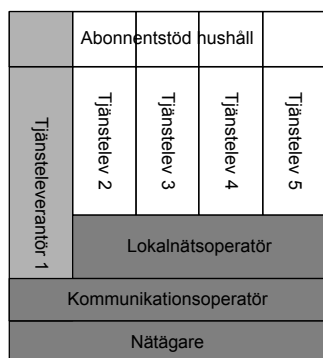 Abonnentstöd hushåll
Tjänsteleverantör 1
Tjänstelev 2
Tjänstelev 3
Tjänstelev 4
Tjänstelev 5
Lokalnätsoperatör
Kommunikationsoperatör
Nätägare